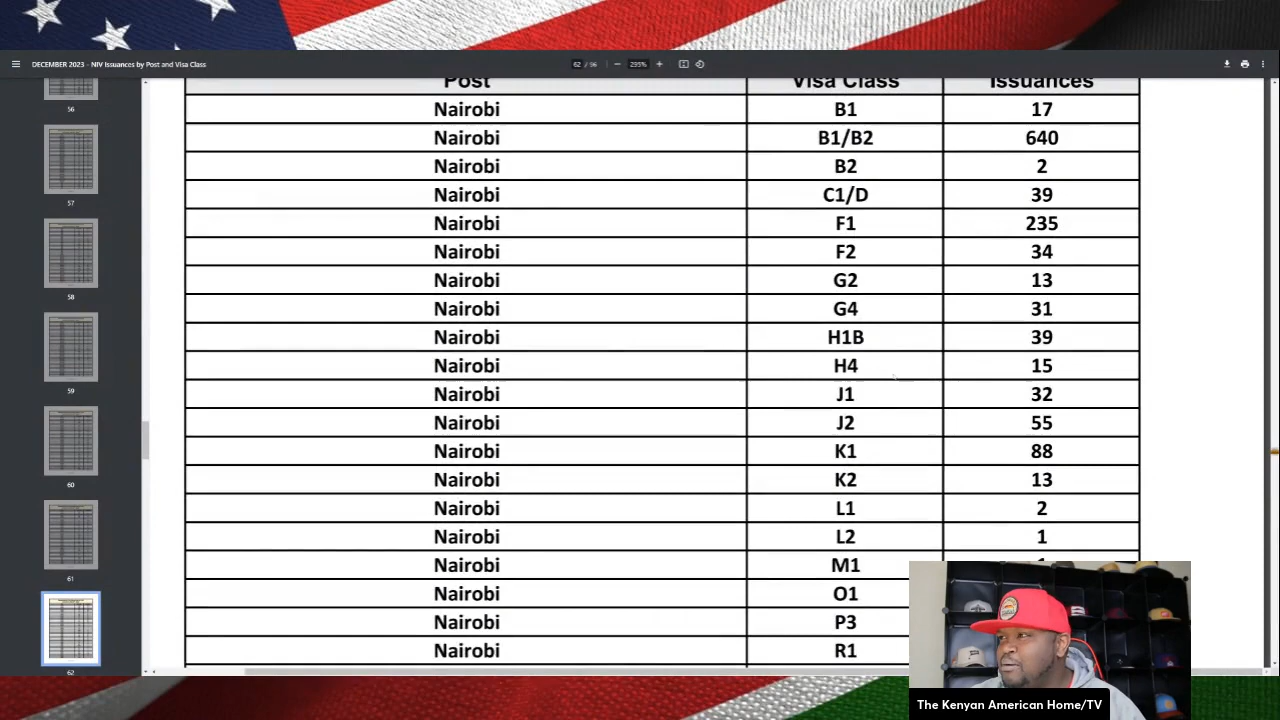 DECEMBER 2023 - NIV Issuances by Post and Visa Class
62 / 96
295%
Post Visa Class Issuances
Nairobi B1 17
Nairobi B1/B2 640
Nairobi B2 2
Nairobi C1/D 39
Nairobi F1 235
Nairobi F2 34
Nairobi G2 13
Nairobi G4 31
Nairobi H1B 39
Nairobi H4 15
Nairobi J1 32
Nairobi J2 55
Nairobi K1 88
Nairobi K2 13
Nairobi L1 2
Nairobi L2 1
Nairobi M1
Nairobi O1
Nairobi P3
Nairobi R1
56
57
58
59
60
61
62
The Kenyan American Home/TV